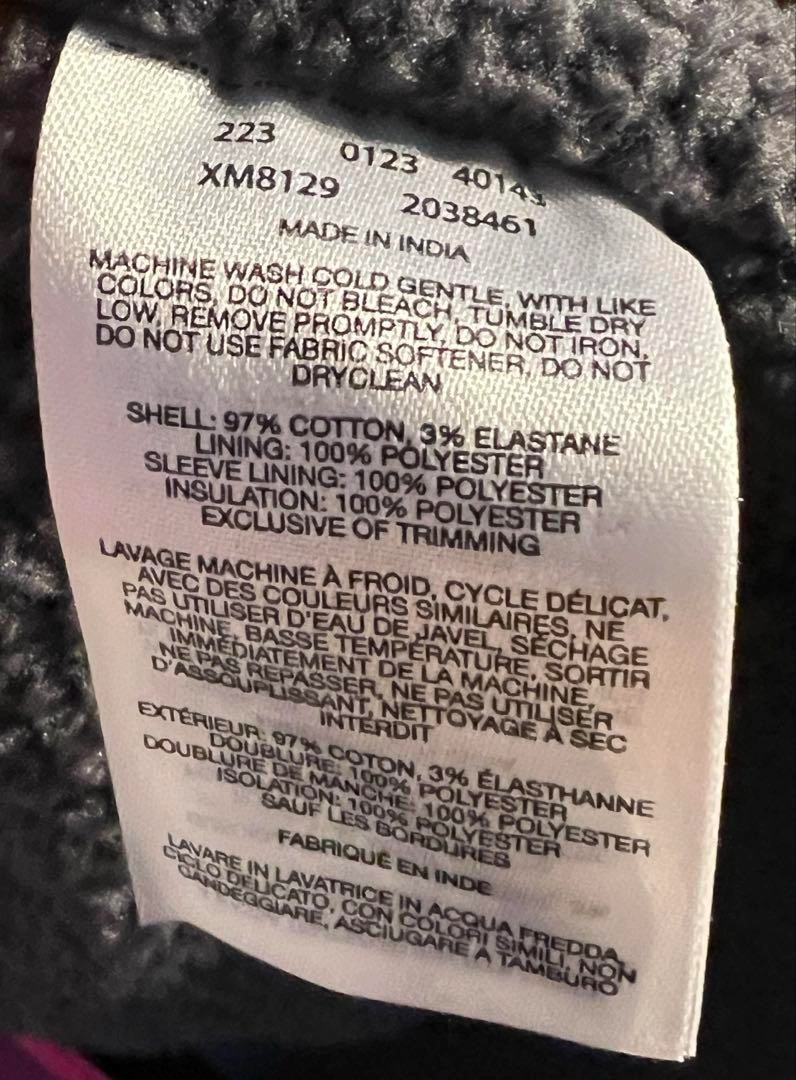 223 0123
XM8129 2038461
MADE IN INDIA
MACHINE WASH COLD GENTLE, WITH LIKE
COLORS, DO NOT BLEACH, TUMBLE DRY
LOW, REMOVE PROMPTLY, DO NOT IRON,
DO NOT USE FABRIC SOFTENER, DO NOT
DRYCLEAN
SHELL: 97% COTTON, 3% ELASTANE
LINING: 100% POLYESTER
SLEEVE LINING: 100% POLYESTER
INSULATION: 100% POLYESTER
EXCLUSIVE OF TRIMMING
LAVAGE MACHINE À FROID, CYCLE DÉLICAT,
AVEC DES COULEURS SIMILAIRES, NE
PAS UTILISER D'EAU DE JAVEL, SÉCHAGE
MACHINE, BASSE TEMPÉRATURE, SORTIR
IMMÉDIATEMENT DE LA MACHINE,
NE PAS REPASSER, NE PAS UTILISER
D'ASSOUPLISSANT, NETTOYAGE À SEC
INTERDIT
EXTÉRIEUR: 97% COTON, 3% ÉLASTHANNE
DOUBLURE: 100% POLYESTER
DOUBLURE DE MANCHE: 100% POLYESTER
ISOLATION: 100% POLYESTER
SAUF LES BORDURES
FABRIQUÉ EN INDE
LAVARE IN LAVATRICE IN ACQUA FREDDA,
CICLO DELICATO, CON COLORI SIMILI, NON
CANDEGGIARE, ASCIUGARE A TAMBURO